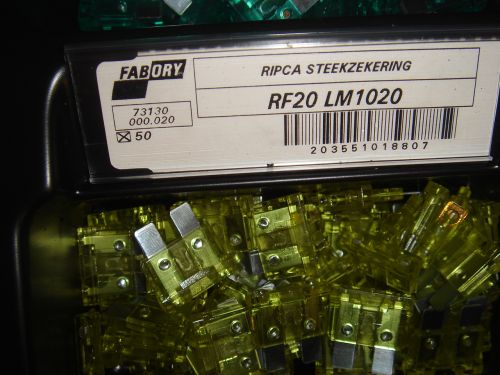 FABORY
RIPCA STEEKZEKERING
RF20 LM1020
73130
000.020
50
203551018807